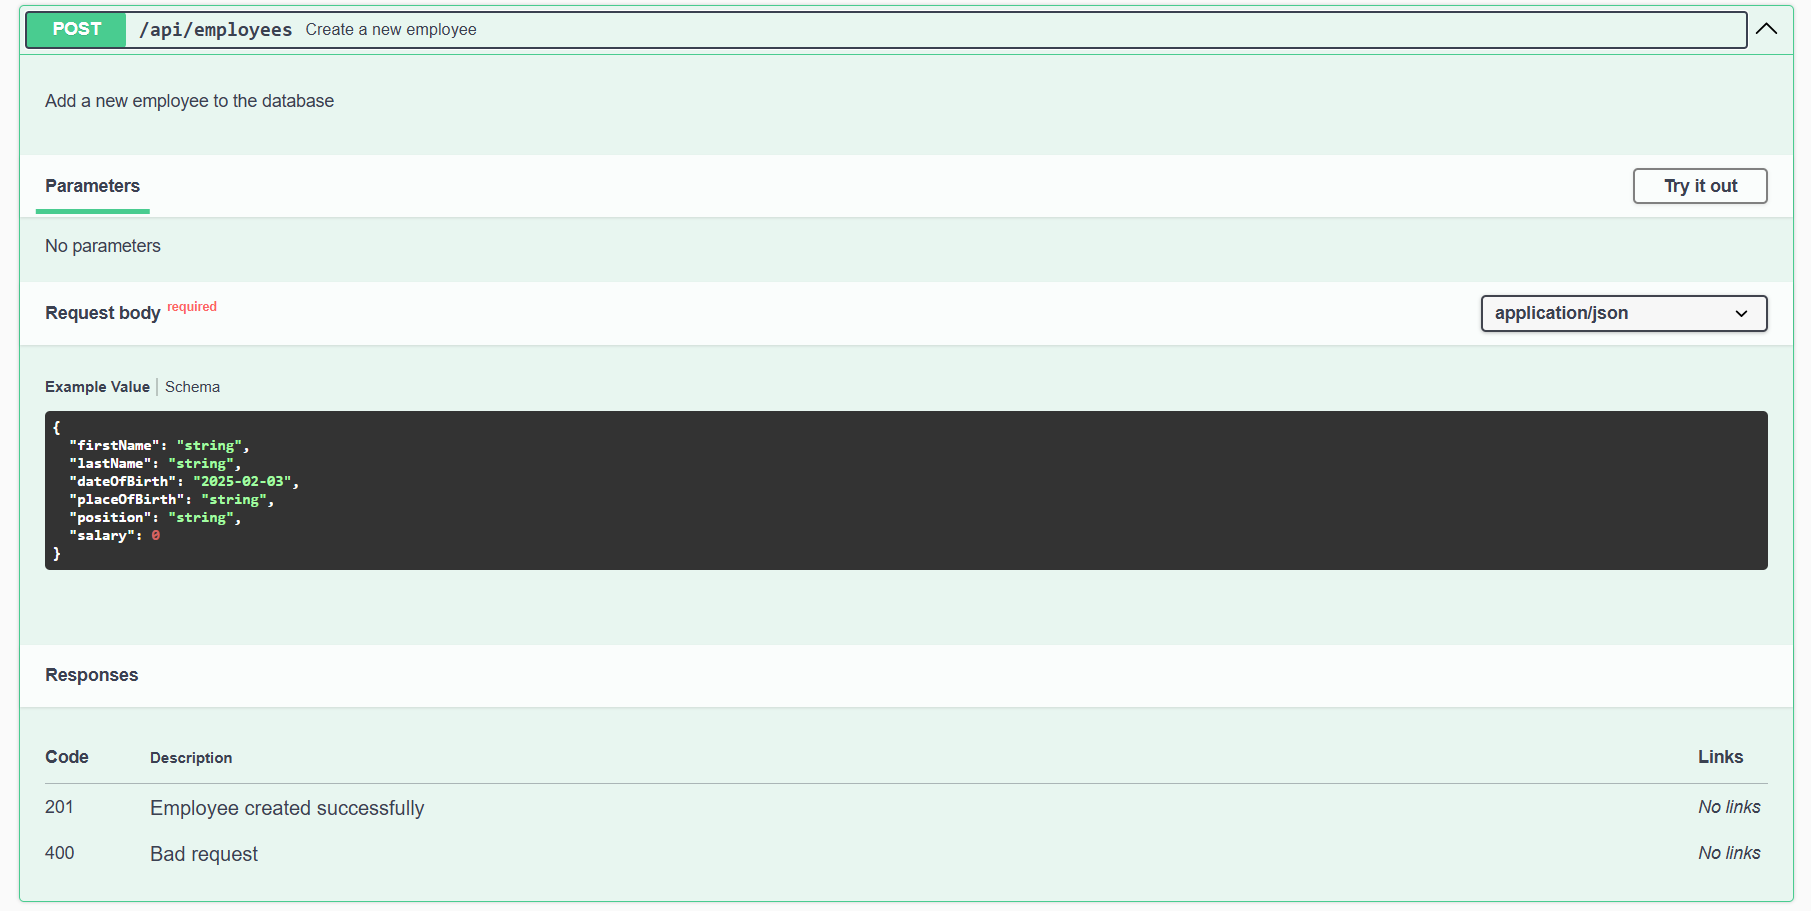 POST /api/employees Create a new employee
Add a new employee to the database
Parameters Try it out
No parameters
Request body required application/json
Example Value Schema
{
  "firstName": "string",
  "lastName": "string",
  "dateOfBirth": "2025-02-03",
  "placeOfBirth": "string",
  "position": "string",
  "salary": 0
}
Responses
Code Description Links
201 Employee created successfully No links
400 Bad request No links